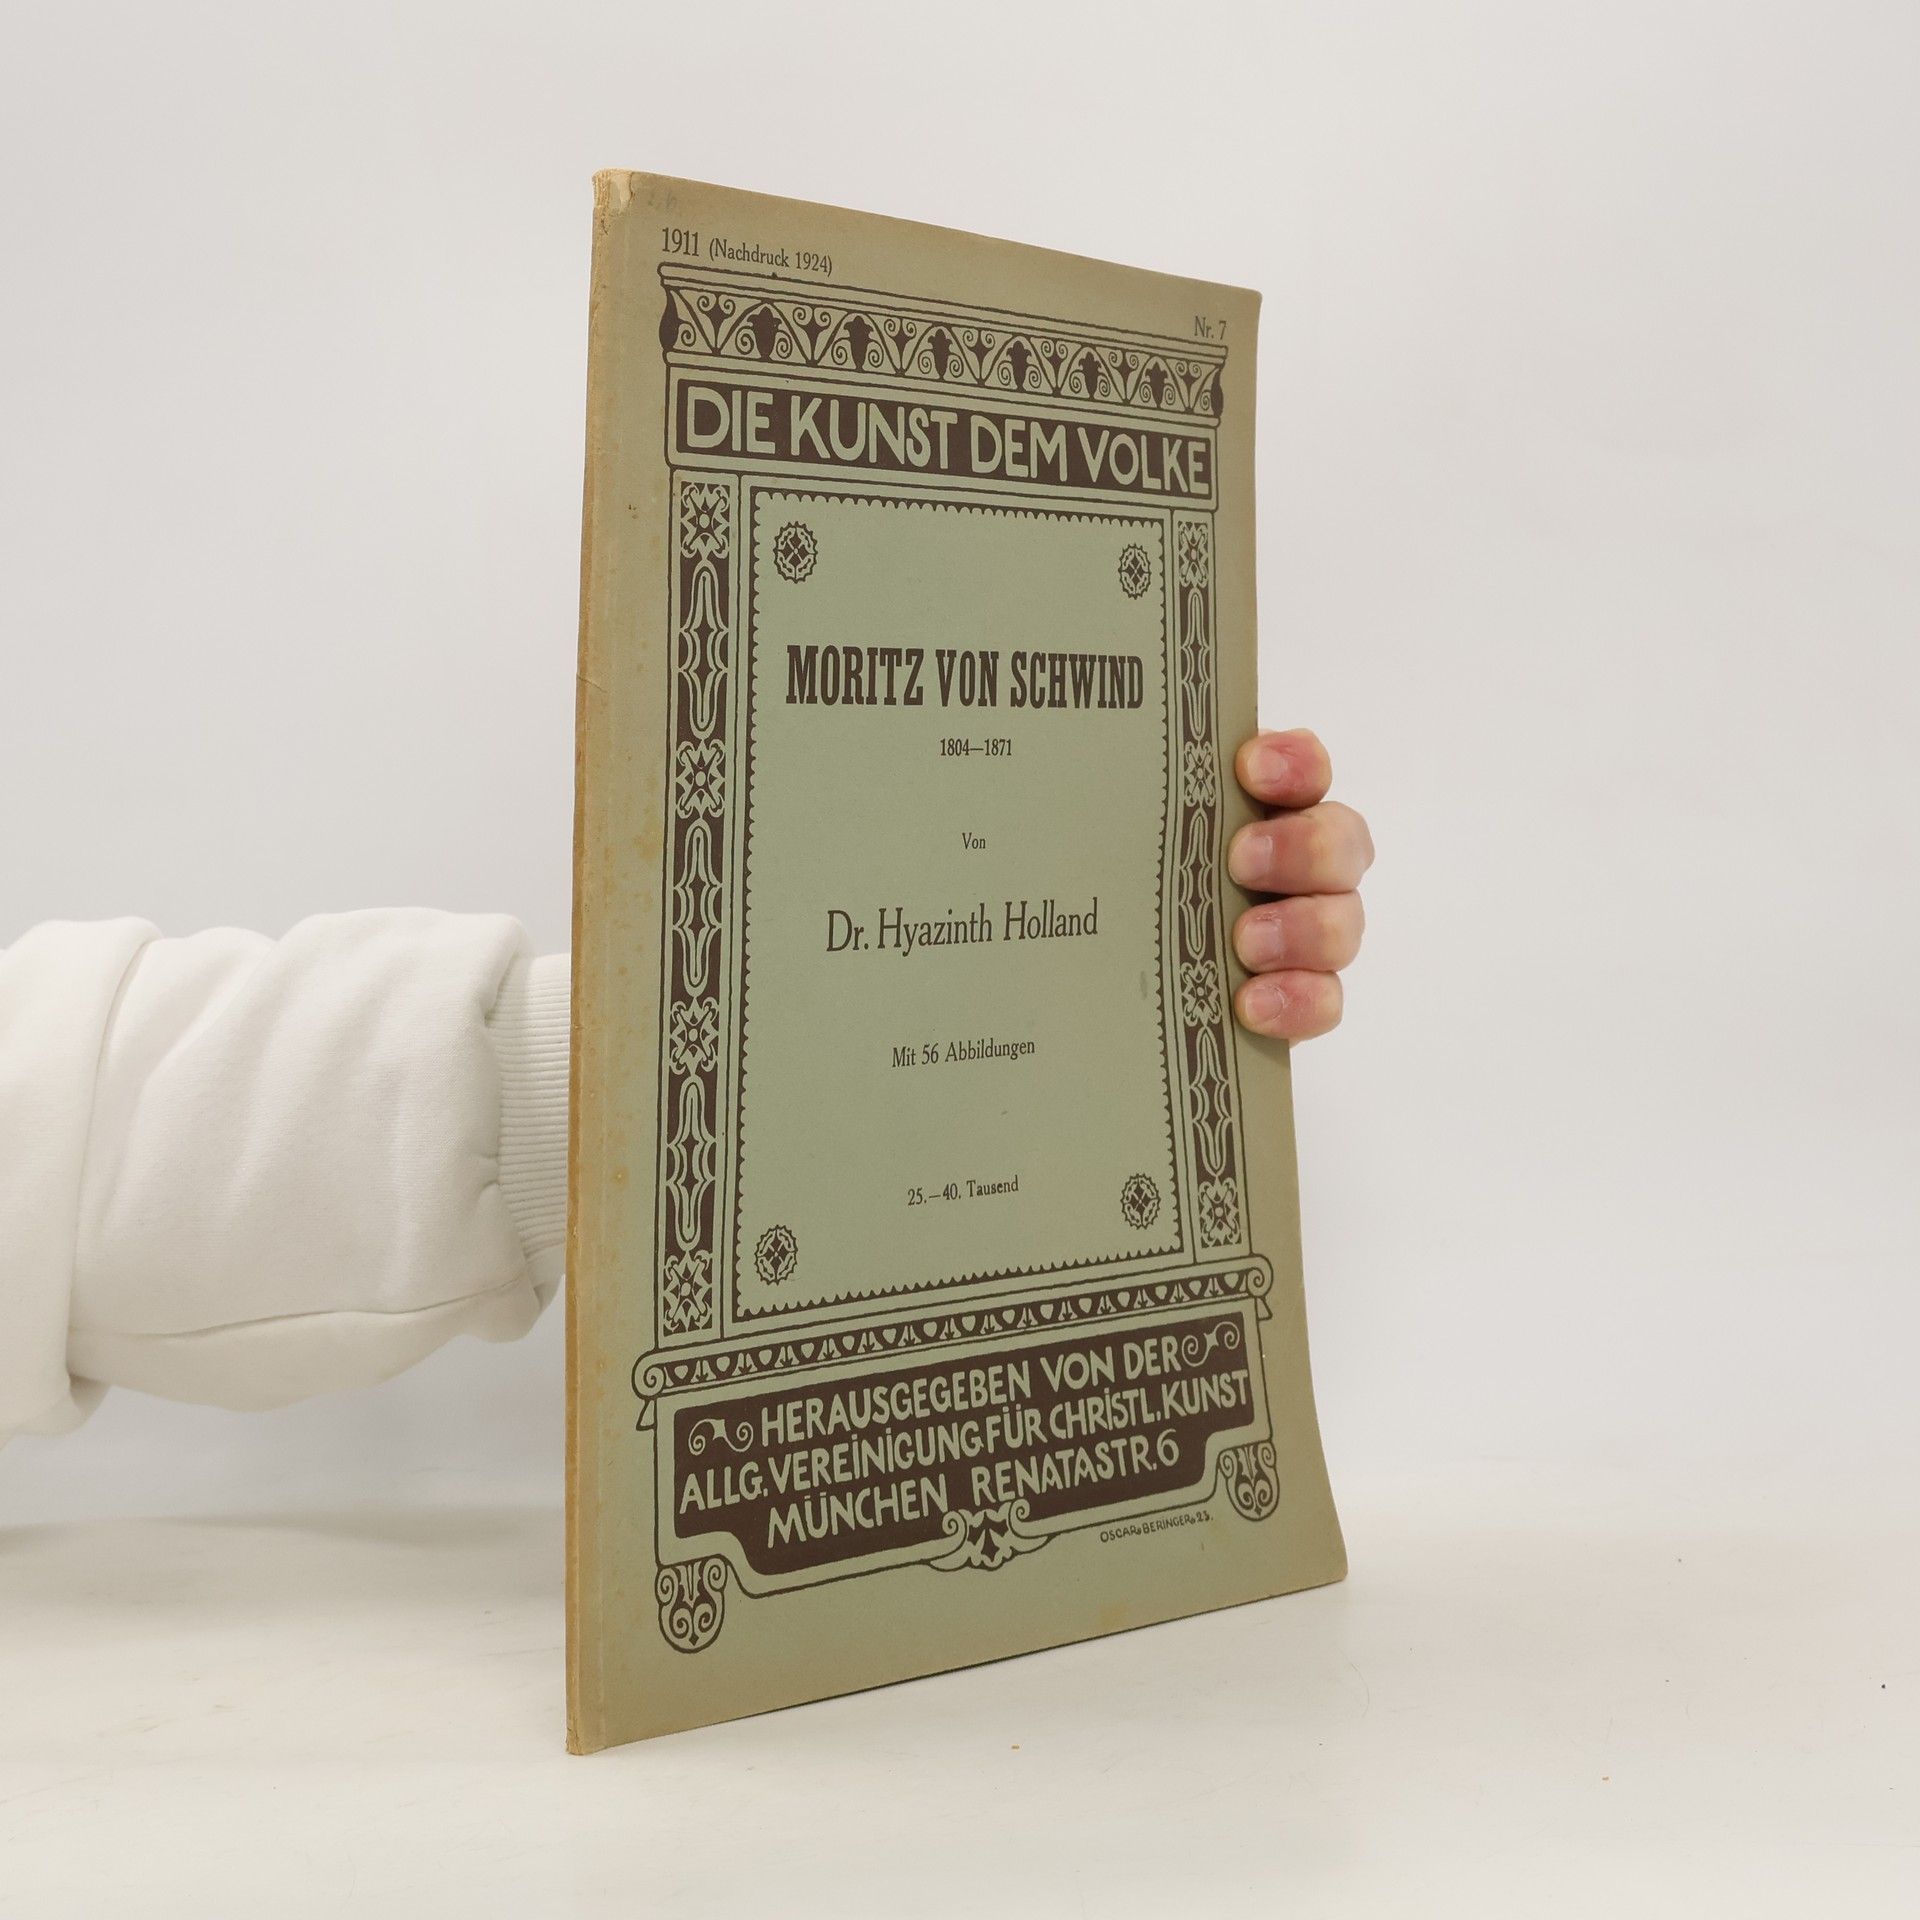 1911 (Nachdruck 1924)
Nr. 7
DIE KUNST DEM VOLKE
MORITZ VON SCHWIND
1804—1871
Von
Dr. Hyazinth Holland
Mit 56 Abbildungen
25.—40. Tausend
HERAUSGEGEBEN VON DER
ALLG. VEREINIGUNG FÜR CHRISTL. KUNST
MÜNCHEN RENATASTR. 6
OSCAR BERINGER 23.